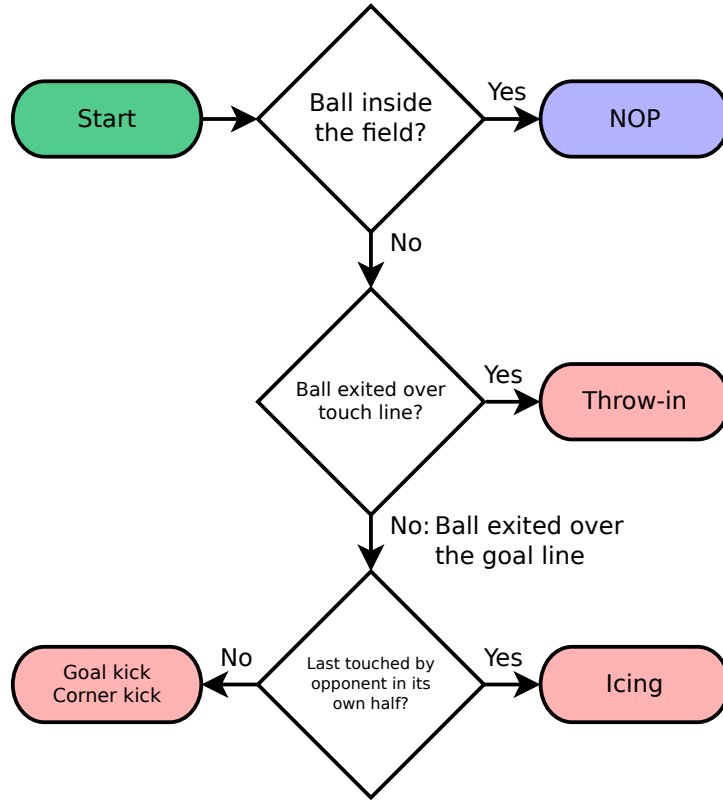 Start
Ball inside
the field?
Yes
NOP
No
Ball exited over
touch line?
Yes
Throw-in
No: Ball exited over
the goal line
Goal kick
Corner kick
No
Last touched by
opponent in its
own half?
Yes
Icing